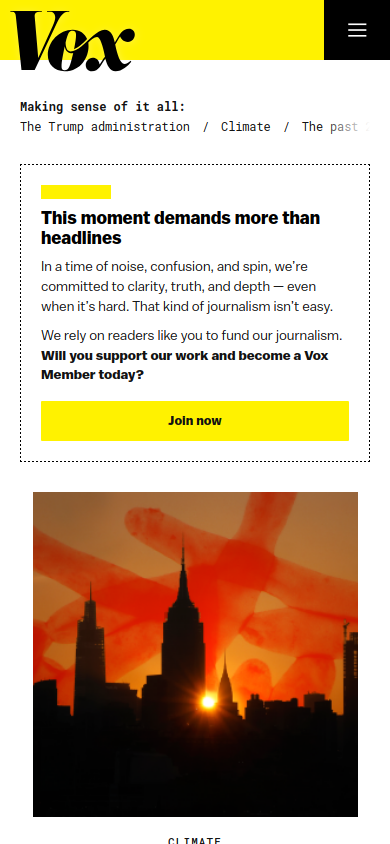 Vox
Making sense of it all:
The Trump administration / Climate / The past
This moment demands more than
headlines
In a time of noise, confusion, and spin, we're
committed to clarity, truth, and depth — even
when it's hard. That kind of journalism isn't easy.
We rely on readers like you to fund our journalism.
Will you support our work and become a Vox
Member today?
Join now
CLIMATE